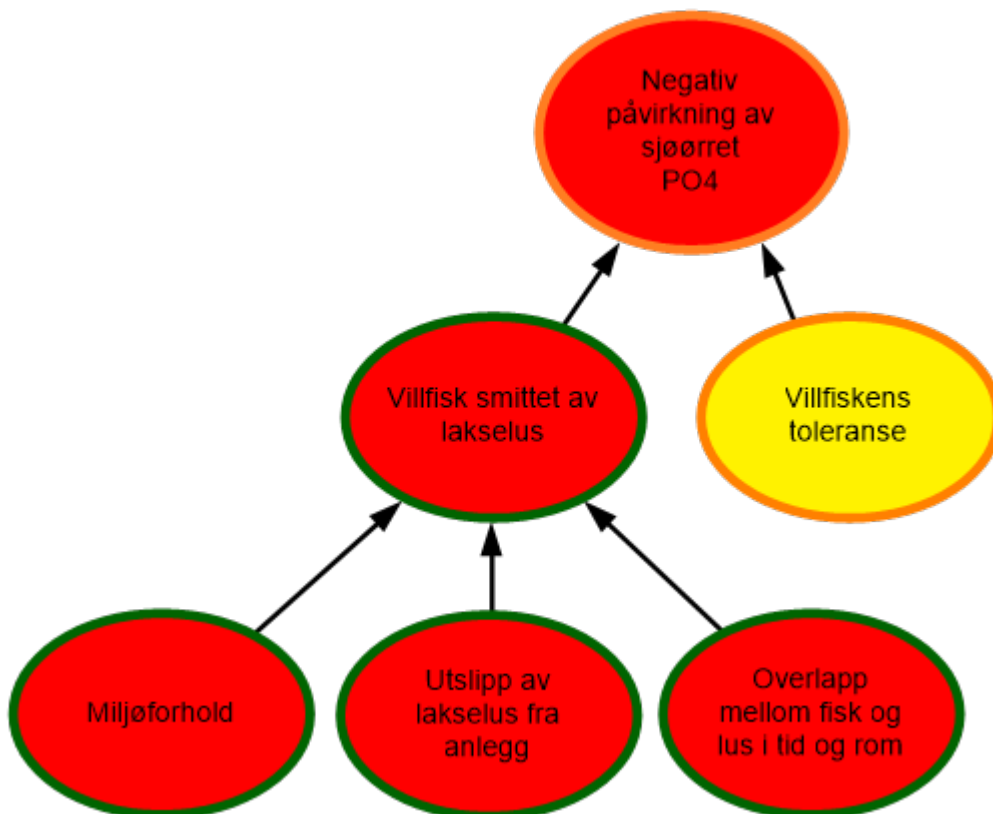 Negativ
påvirkning av
sjøørret
PO4
Villfisk smittet av
lakselus
Villfiskens
toleranse
Miljøforhold
Utslipp av
lakselus fra
anlegg
Overlapp
mellom fisk og
lus i tid og rom